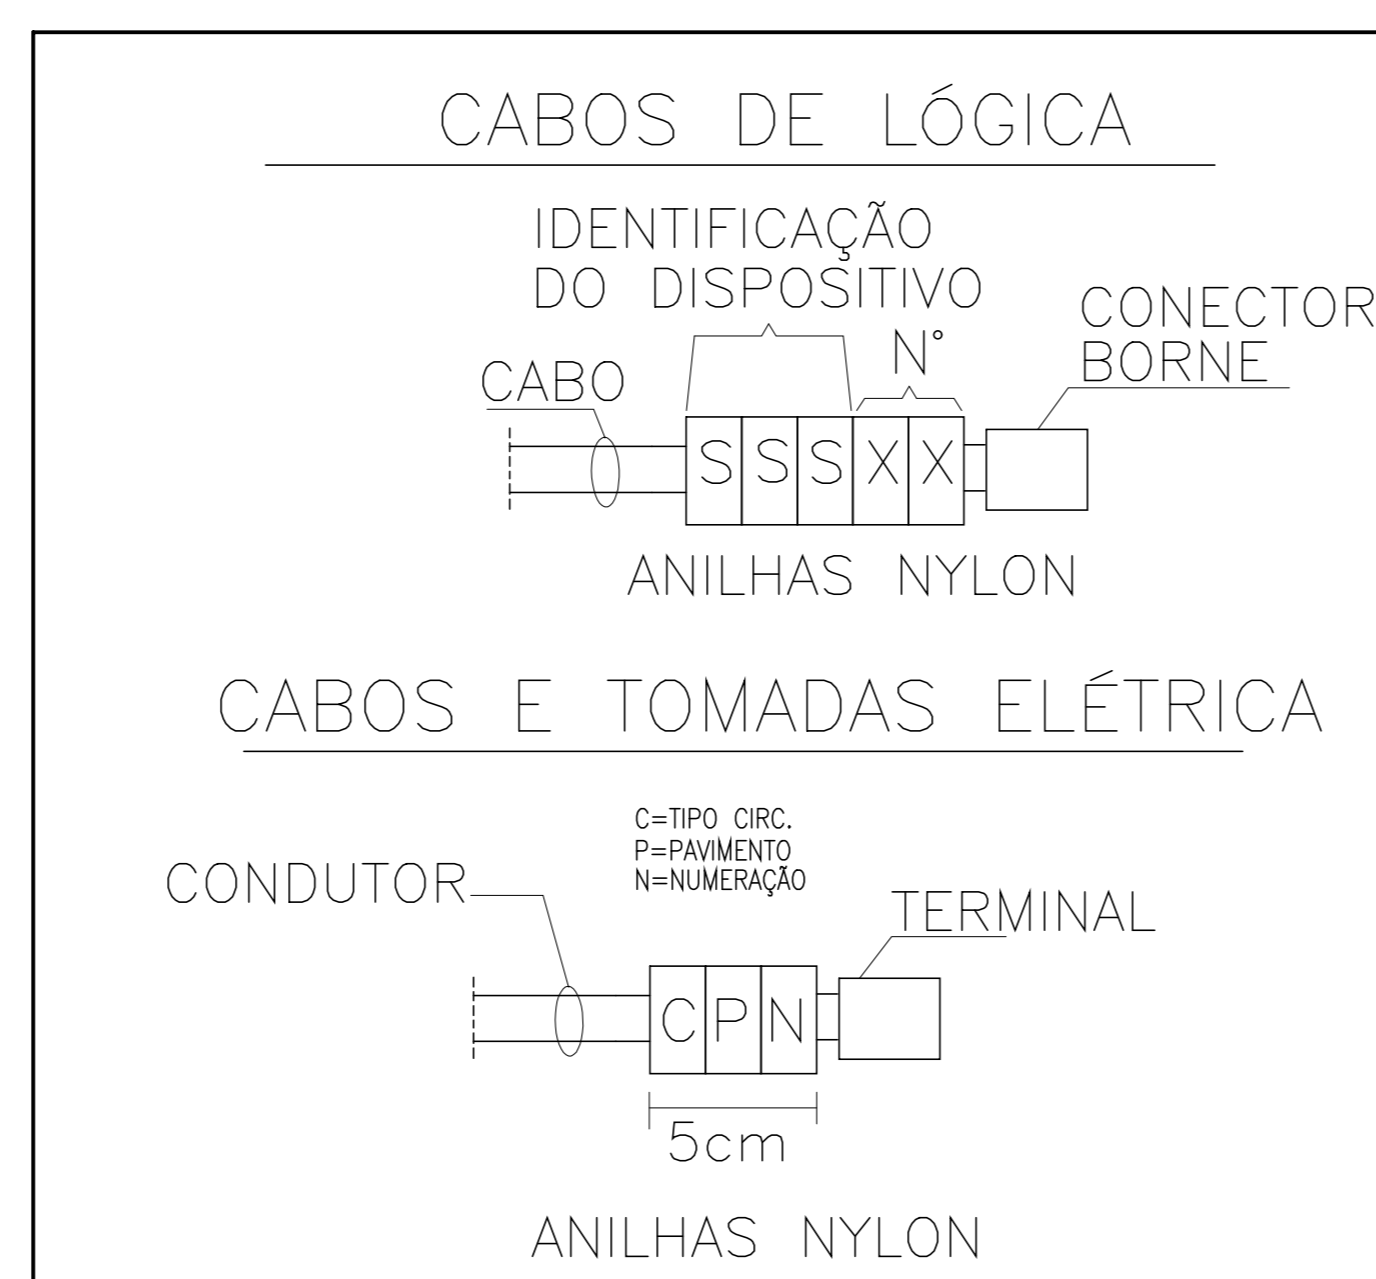 CABOS DE LÓGICA
IDENTIFICAÇÃO
DO DISPOSITIVO
N°
CONECTOR
BORNE
CABO
S S S X X
ANILHAS NYLON
CABOS E TOMADAS ELÉTRICA
C=TIPO CIRC.
P=PAVIMENTO
N=NUMERAÇÃO
CONDUTOR
TERMINAL
C P N
5cm
ANILHAS NYLON